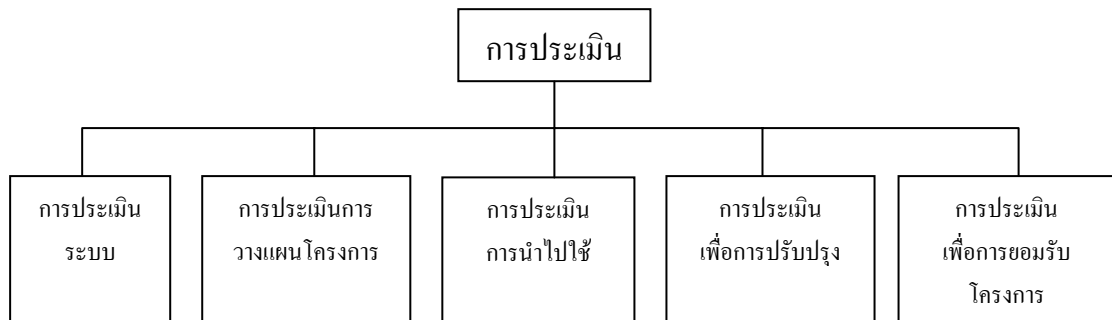 การประเมิน
การประเมิน
ระบบ
การประเมินการ
วางแผนโครงการ
การประเมิน
การนำไปใช้
การประเมิน
เพื่อการปรับปรุง
การประเมิน
เพื่อการยอมรับ
โครงการ